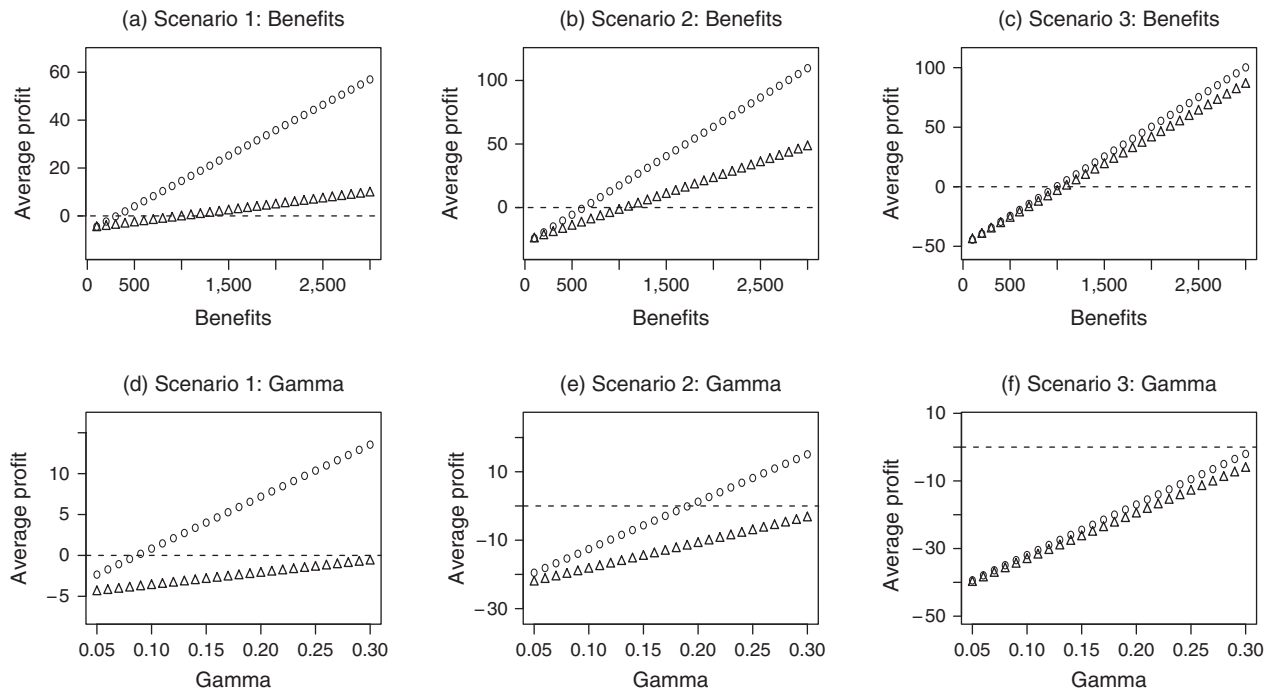 (a) Scenario 1: Benefits
(b) Scenario 2: Benefits
(c) Scenario 3: Benefits
Average profit
60
40
20
0
0 500 1,500 2,500
Benefits
Average profit
100
50
0
0 500 1,500 2,500
Benefits
Average profit
100
50
0
−50
0 500 1,500 2,500
Benefits
(d) Scenario 1: Gamma
(e) Scenario 2: Gamma
(f) Scenario 3: Gamma
Average profit
10
5
0
−5
0.05 0.10 0.15 0.20 0.25 0.30
Gamma
Average profit
10
−10
−30
0.05 0.10 0.15 0.20 0.25 0.30
Gamma
Average profit
10
−10
−30
−50
0.05 0.10 0.15 0.20 0.25 0.30
Gamma